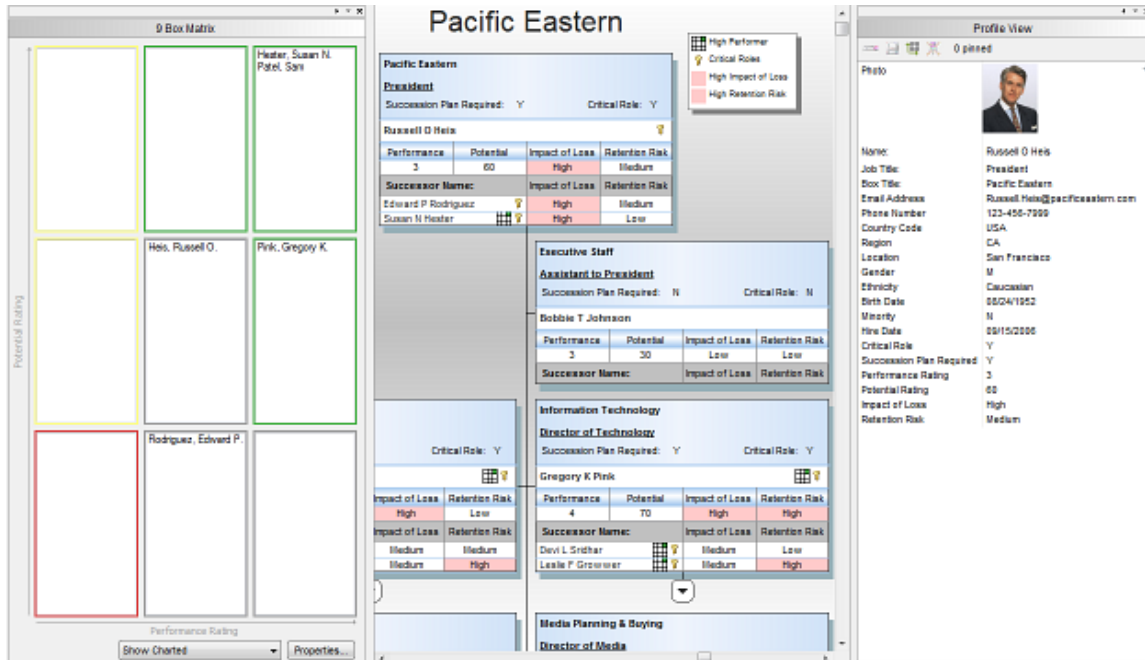 9 Box Matrix
Hexter, Susan N.
Patel, Sam
Heis, Russell O.
Pink, Gregory K.
Rodriguez, Edward P.
Potential Rating
Performance Rating
Show Charted
Properties...
Pacific Eastern
High Performer
Critical Roles
High Impact of Loss
High Retention Risk
Pacific Eastern
President
Succession Plan Required: Y Critical Role: Y
Russell O Heis
Performance Potential Impact of Loss Retention Risk
3 60 High Medium
Successor Name: Impact of Loss Retention Risk
Edward P Rodriguez High Medium
Susan N Hexter High Low
Executive Staff
Assistant to President
Succession Plan Required: N Critical Role: N
Bobbie T Johnson
Performance Potential Impact of Loss Retention Risk
3 30 Low Low
Successor Name: Impact of Loss Retention Risk
Critical Role: Y
Impact of Loss Retention Risk
High Low
Impact of Loss Retention Risk
Medium Medium
Medium High
Information Technology
Director of Technology
Succession Plan Required: Y Critical Role: Y
Gregory K Pink
Performance Potential Impact of Loss Retention Risk
4 70 High High
Successor Name: Impact of Loss Retention Risk
Devi L Sridhar Medium Low
Leslie F Growwer Medium High
Media Planning & Buying
Director of Media
Profile View
0 pinned
Photo
Name: Russell O Heis
Job Title: President
Box Title: Pacific Eastern
Email Address Russell.Heis@pacificeastern.com
Phone Number 123-456-7999
Country Code USA
Region CA
Location San Francisco
Gender M
Ethnicity Caucasian
Birth Date 08/24/1952
Minority N
Hire Date 09/15/2006
Critical Role Y
Succession Plan Required Y
Performance Rating 3
Potential Rating 60
Impact of Loss High
Retention Risk Medium